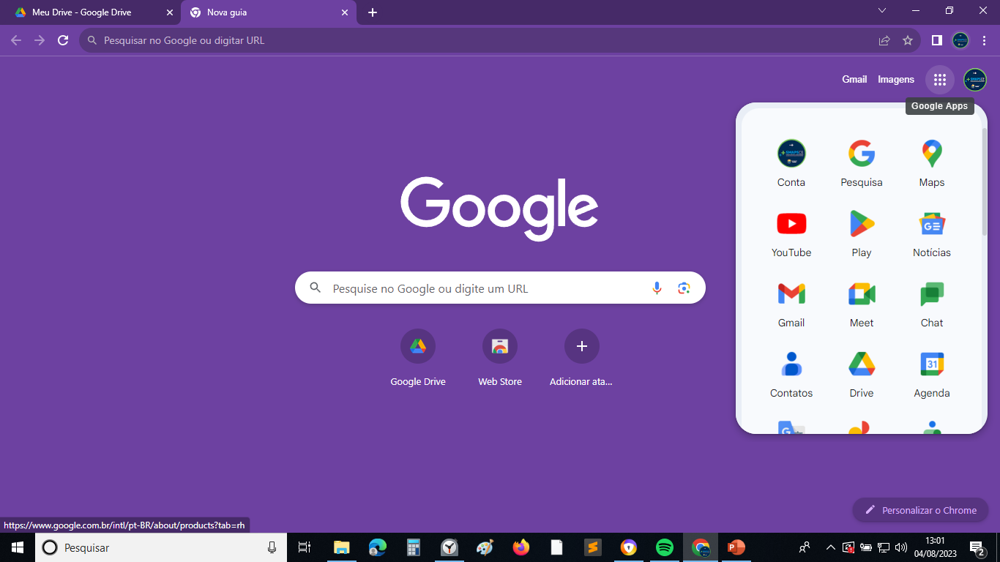 Meu Drive - Google Drive
Nova guia
Pesquisar no Google ou digitar URL
Gmail
Imagens
Google Apps
Conta
Pesquisa
Maps
YouTube
Play
Notícias
Gmail
Meet
Chat
Contatos
Drive
31
Agenda
Google
Pesquise no Google ou digite um URL
Google Drive
Web Store
Adicionar ata...
Personalizar o Chrome
https://www.google.com.br/intl/pt-BR/about/products?tab=rh
Pesquisar
13:01
04/08/2023
2